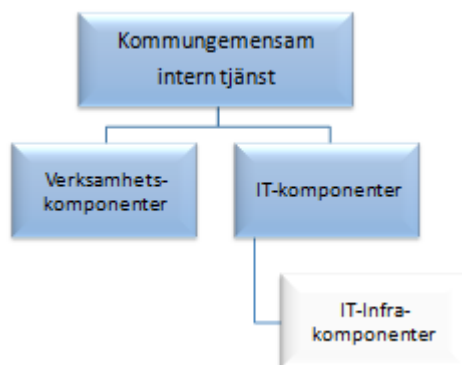 Kommungemensam
intern tjänst
Verksamhets-
komponenter
IT-komponenter
IT-Infra-
komponenter